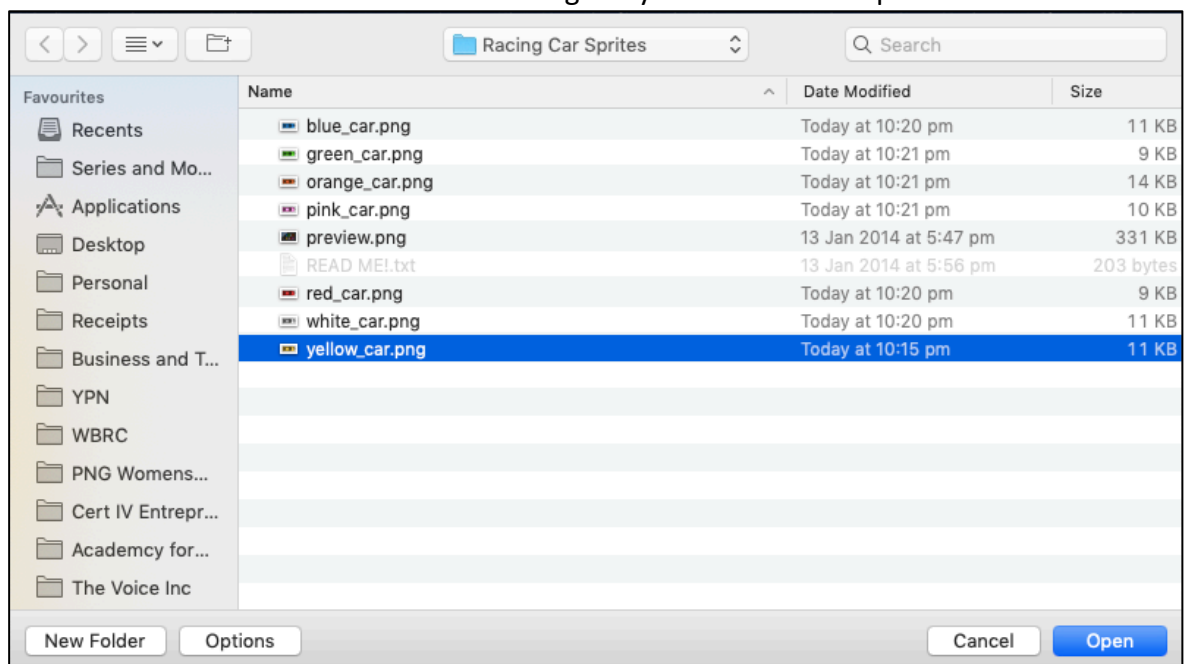 Racing Car Sprites
Search
Favourites
Recents
Series and Mo...
Applications
Desktop
Personal
Receipts
Business and T...
YPN
WBRC
PNG Womens...
Cert IV Entrepr...
Academcy for...
The Voice Inc
Name Date Modified Size
blue_car.png Today at 10:20 pm 11 KB
green_car.png Today at 10:21 pm 9 KB
orange_car.png Today at 10:21 pm 14 KB
pink_car.png Today at 10:21 pm 10 KB
preview.png 13 Jan 2014 at 5:47 pm 331 KB
READ ME!.txt 13 Jan 2014 at 5:56 pm 203 bytes
red_car.png Today at 10:20 pm 9 KB
white_car.png Today at 10:20 pm 11 KB
yellow_car.png Today at 10:15 pm 11 KB
New Folder Options Cancel Open